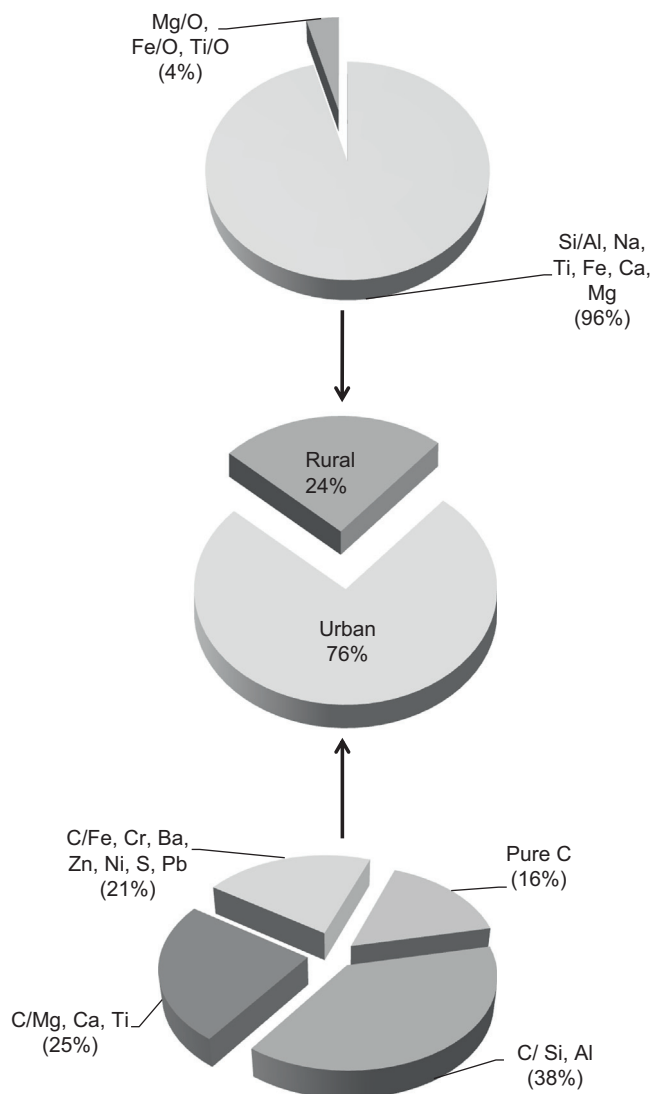 Mg/O,
Fe/O, Ti/O
(4%)
Si/Al, Na,
Ti, Fe, Ca,
Mg
(96%)
Rural
24%
Urban
76%
C/Fe, Cr, Ba,
Zn, Ni, S, Pb
(21%)
Pure C
(16%)
C/Mg, Ca, Ti
(25%)
C/ Si, Al
(38%)